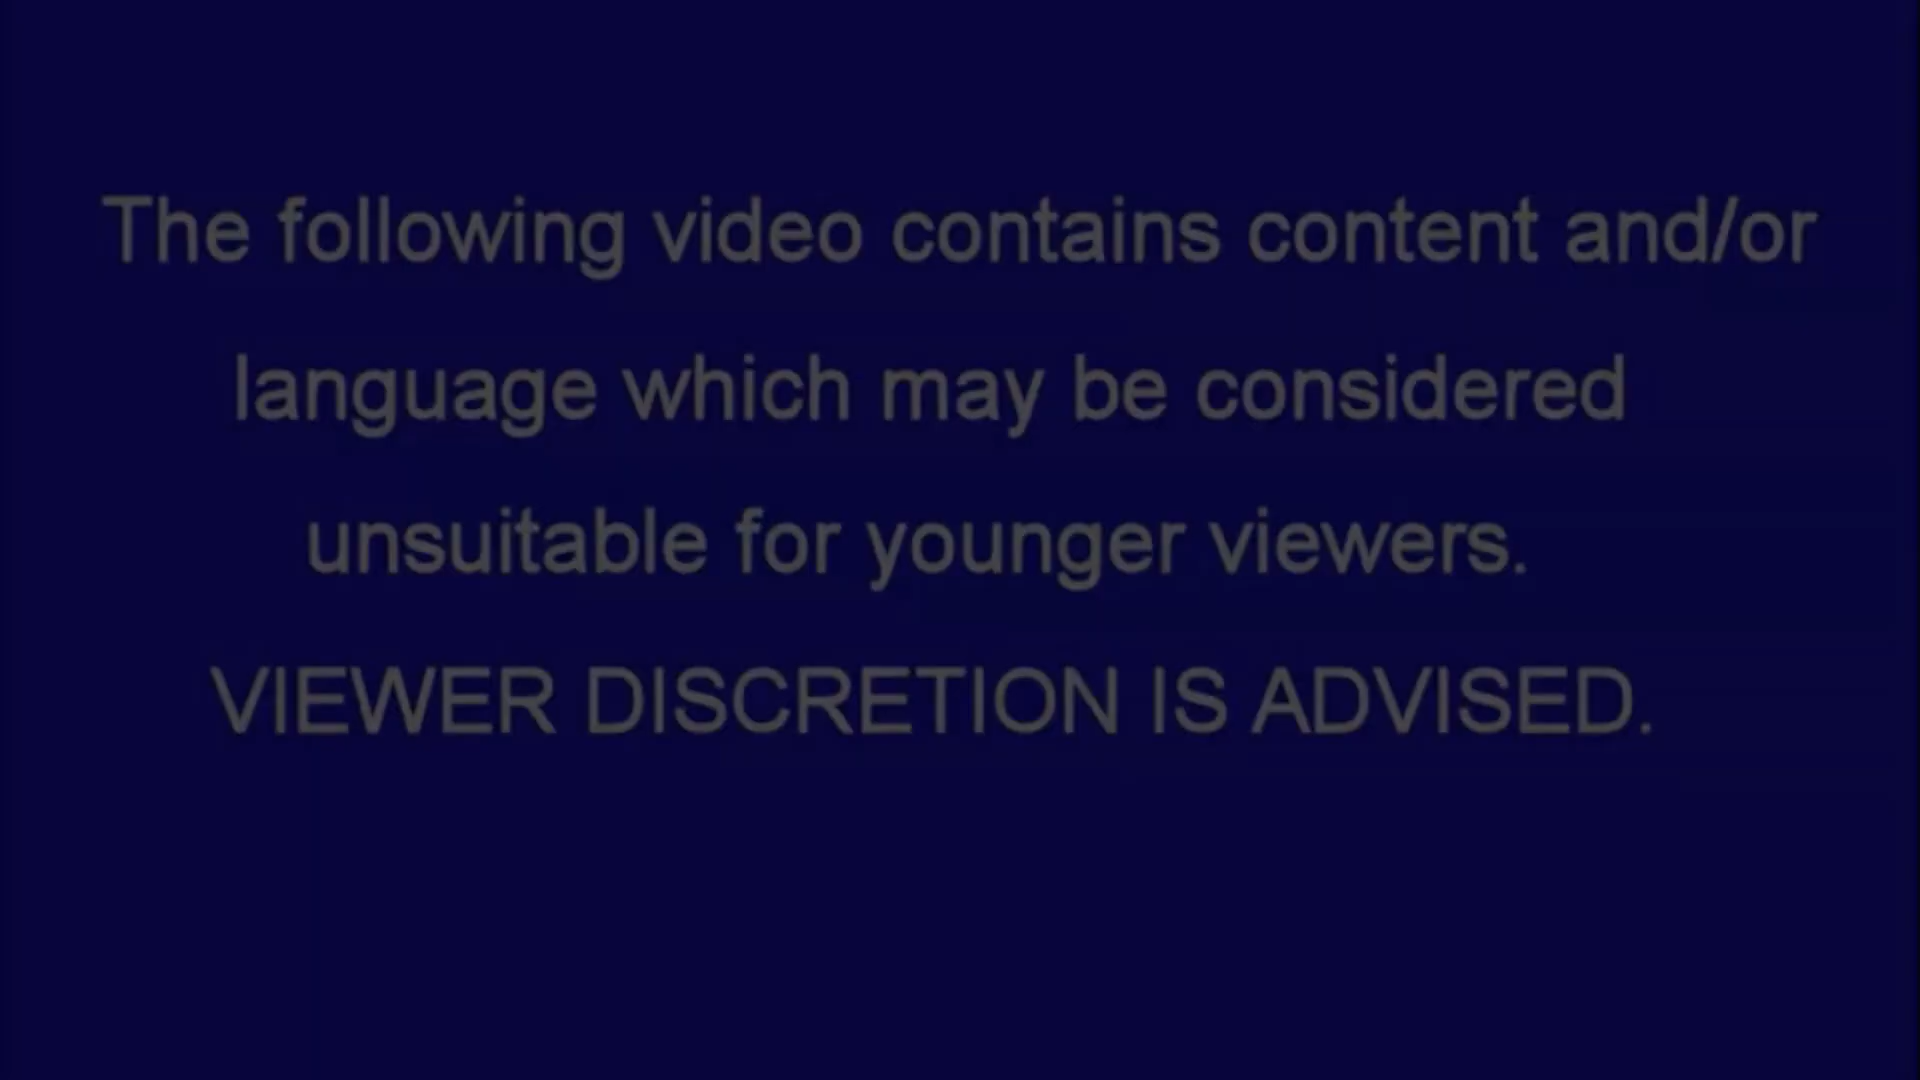 The following video contains content and/or
language which may be considered
unsuitable for younger viewers.
VIEWER DISCRETION IS ADVISED.